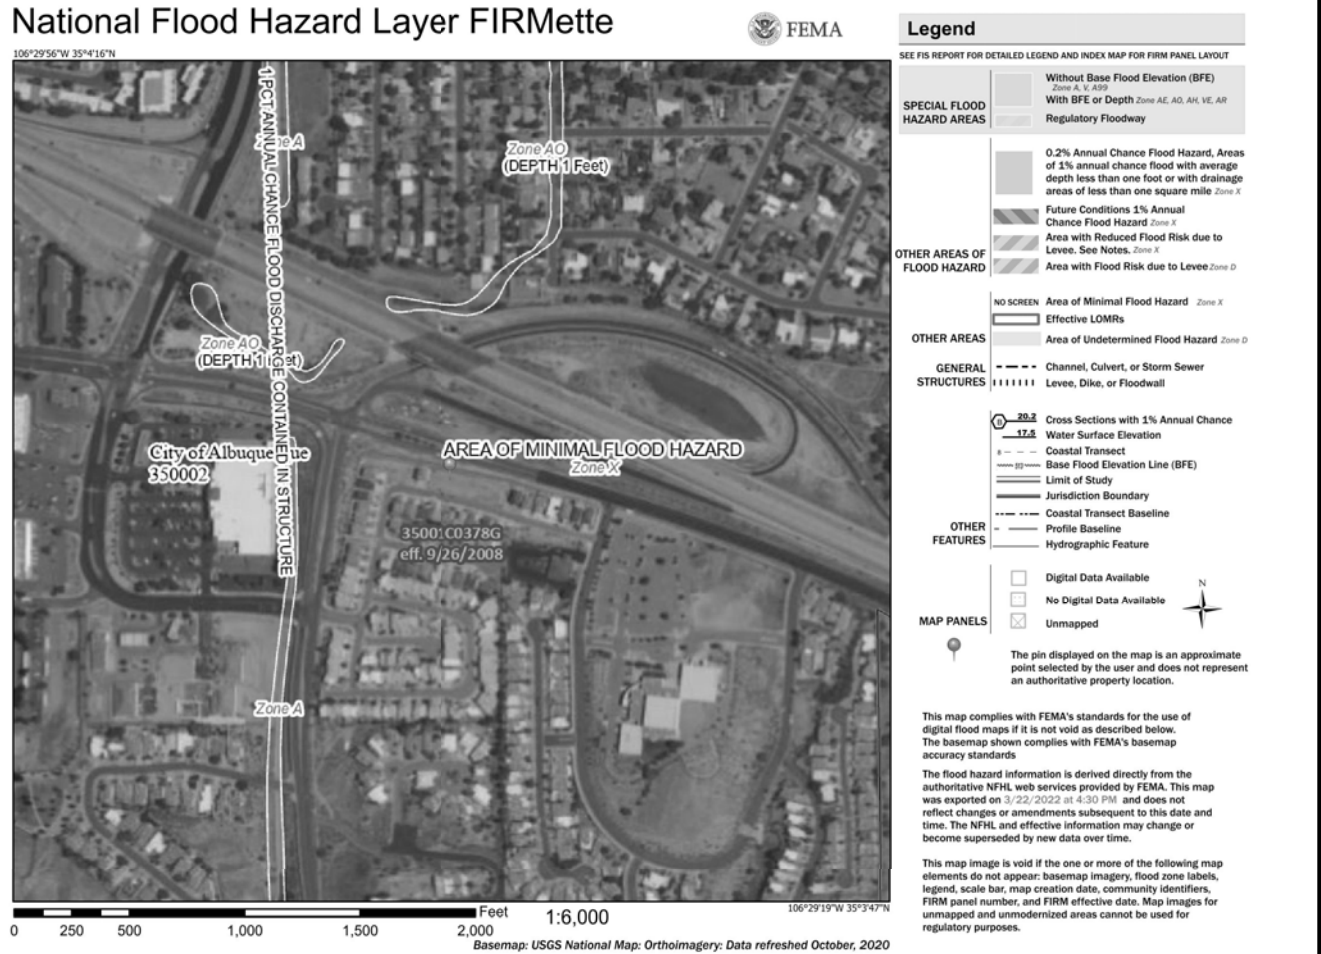 National Flood Hazard Layer FIRMette
FEMA
106°29'56"W 35°4'16"N
1 PCT ANNUAL CHANCE FLOOD DISCHARGE CONTAINED IN STRUCTURE
Zone AO
(DEPTH 1 Feet)
Zone AO
City of Albuquerque
350002
AREA OF MINIMAL FLOOD HAZARD
Zone X
35001C0378G
eff. 9/26/2008
Zone A
106°29'19"W 35°3'47"N
Feet
1:6,000
0 250 500 1,000 1,500 2,000
Basemap: USGS National Map: Orthoimagery: Data refreshed October, 2020
Legend
SEE FIS REPORT FOR DETAILED LEGEND AND INDEX MAP FOR FIRM PANEL LAYOUT
SPECIAL FLOOD
HAZARD AREAS
Without Base Flood Elevation (BFE)
Zone A, V, A99
With BFE or Depth Zone AE, AO, AH, VE, AR
Regulatory Floodway
OTHER AREAS OF
FLOOD HAZARD
0.2% Annual Chance Flood Hazard, Areas
of 1% annual chance flood with average
depth less than one foot or with drainage
areas of less than one square mile Zone X
Future Conditions 1% Annual
Chance Flood Hazard Zone X
Area with Reduced Flood Risk due to
Levee. See Notes. Zone X
Area with Flood Risk due to Levee Zone D
OTHER AREAS
NO SCREEN Area of Minimal Flood Hazard Zone X
Effective LOMRs
Area of Undetermined Flood Hazard Zone D
GENERAL
STRUCTURES
Channel, Culvert, or Storm Sewer
Levee, Dike, or Floodwall
OTHER
FEATURES
B 20.2 Cross Sections with 1% Annual Chance
17.5 Water Surface Elevation
Coastal Transect
Base Flood Elevation Line (BFE)
Limit of Study
Jurisdiction Boundary
Coastal Transect Baseline
Profile Baseline
Hydrographic Feature
MAP PANELS
Digital Data Available
No Digital Data Available
Unmapped
N
The pin displayed on the map is an approximate
point selected by the user and does not represent
an authoritative property location.
This map complies with FEMA's standards for the use of
digital flood maps if it is not void as described below.
The basemap shown complies with FEMA's basemap
accuracy standards
The flood hazard information is derived directly from the
authoritative NFHL web services provided by FEMA. This map
was exported on 3/22/2022 at 4:30 PM and does not
reflect changes or amendments subsequent to this date and
time. The NFHL and effective information may change or
become superseded by new data over time.
This map image is void if the one or more of the following map
elements do not appear: basemap imagery, flood zone labels,
legend, scale bar, map creation date, community identifiers,
FIRM panel number, and FIRM effective date. Map images for
unmapped and unmodernized areas cannot be used for
regulatory purposes.